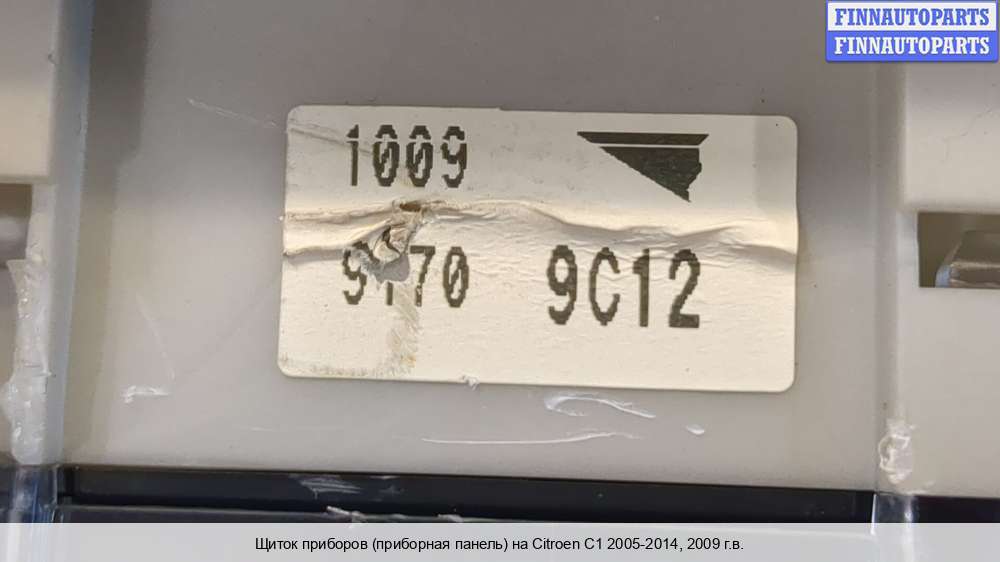 FINNAUTOPARTS
FINNAUTOPARTS
1009
9C12
Щиток приборов (приборная панель) на Citroen C1 2005-2014, 2009 г.в.